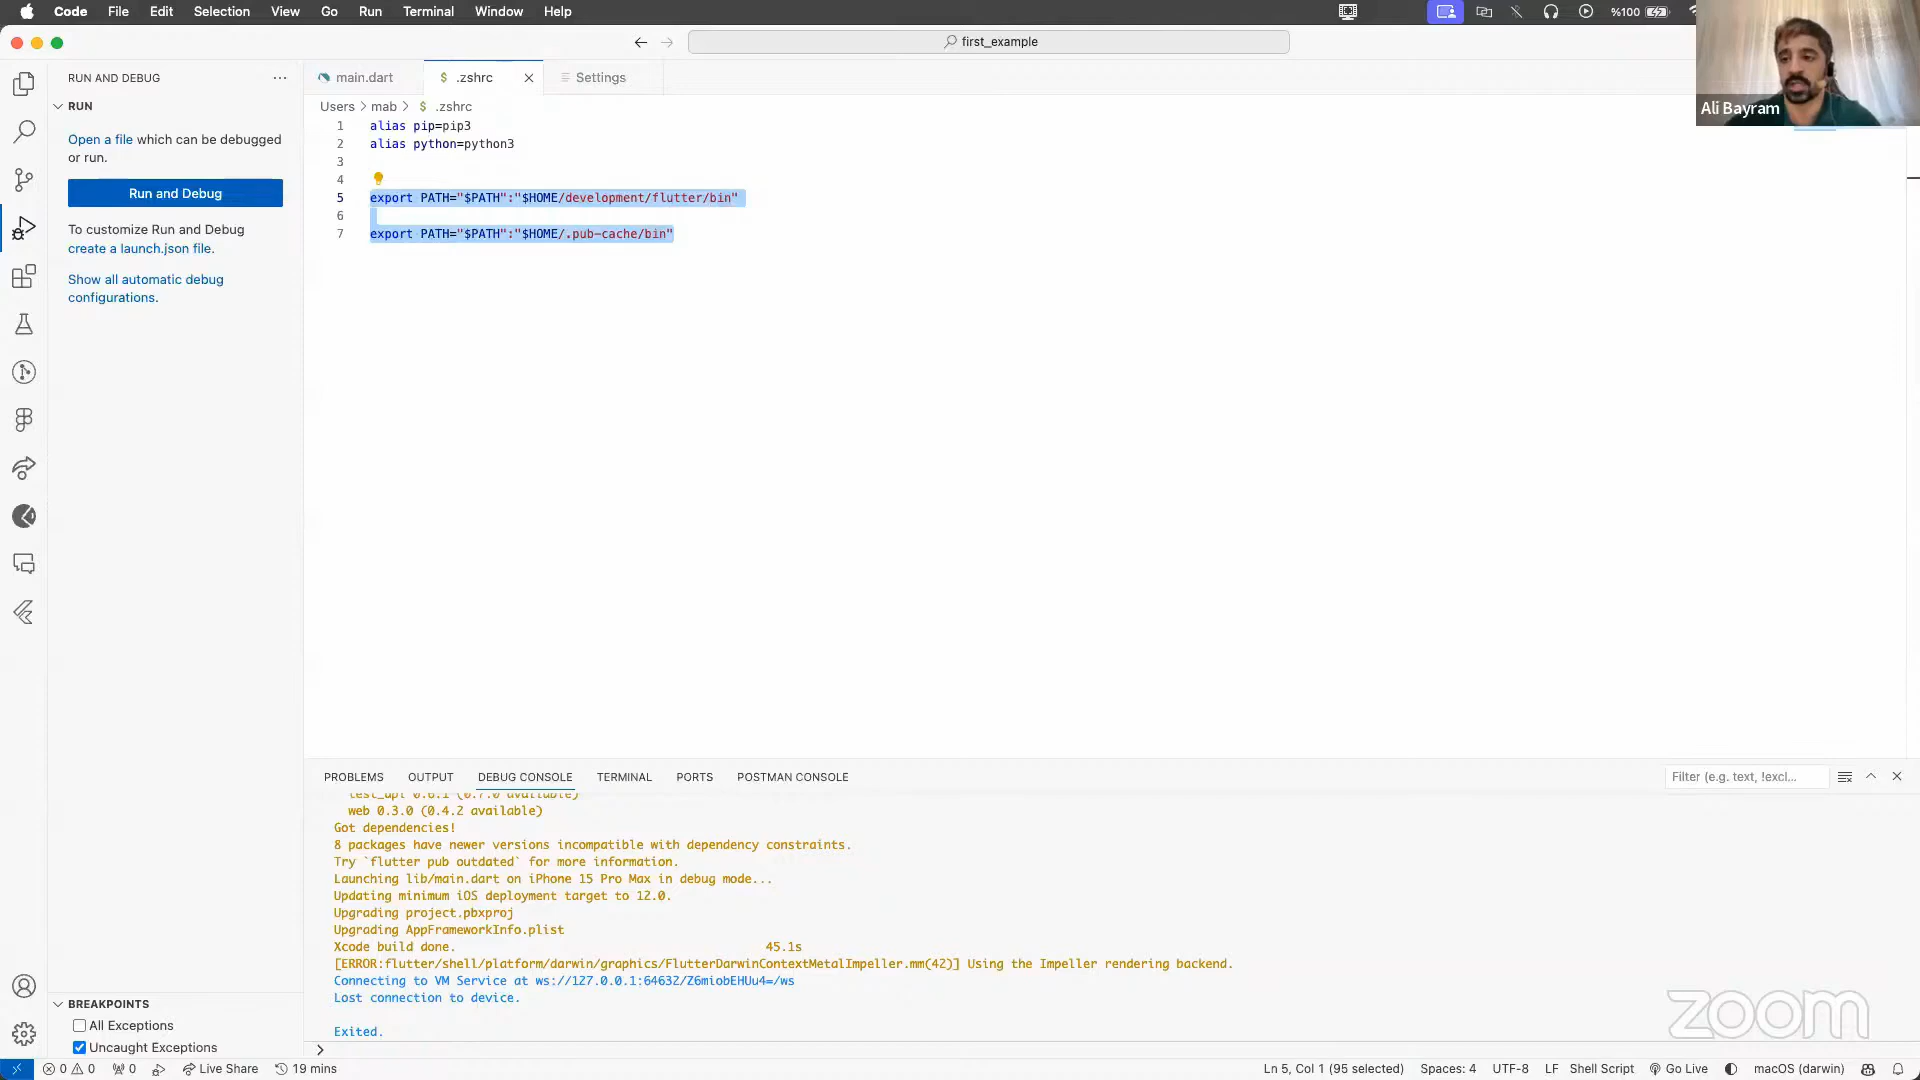 Code File Edit Selection View Go Run Terminal Window Help
%100
first_example
Ali Bayram
RUN AND DEBUG
main.dart
$ .zshrc
Settings
RUN
Users > mab > $ .zshrc
Open a file which can be debugged
or run.
Run and Debug
To customize Run and Debug
create a launch.json file.
Show all automatic debug
configurations.
1 alias pip=pip3
2 alias python=python3
3
4
5 export PATH="$PATH":"$HOME/development/flutter/bin"
6
7 export PATH="$PATH":"$HOME/.pub-cache/bin"
PROBLEMS OUTPUT DEBUG CONSOLE TERMINAL PORTS POSTMAN CONSOLE
Filter (e.g. text, !excl...
test_api 0.6.1 (0.7.0 available)
web 0.3.0 (0.4.2 available)
Got dependencies!
8 packages have newer versions incompatible with dependency constraints.
Try `flutter pub outdated` for more information.
Launching lib/main.dart on iPhone 15 Pro Max in debug mode...
Updating minimum iOS deployment target to 12.0.
Upgrading project.pbxproj
Upgrading AppFrameworkInfo.plist
Xcode build done. 45.1s
[ERROR:flutter/shell/platform/darwin/graphics/FlutterDarwinContextMetalImpeller.mm(42)] Using the Impeller rendering backend.
Connecting to VM Service at ws://127.0.0.1:64632/Z6miobEHUu4=/ws
Lost connection to device.
Exited.
BREAKPOINTS
All Exceptions
Uncaught Exceptions
zoom
0 0 0 Live Share 19 mins
Ln 5, Col 1 (95 selected) Spaces: 4 UTF-8 LF Shell Script Go Live macOS (darwin)